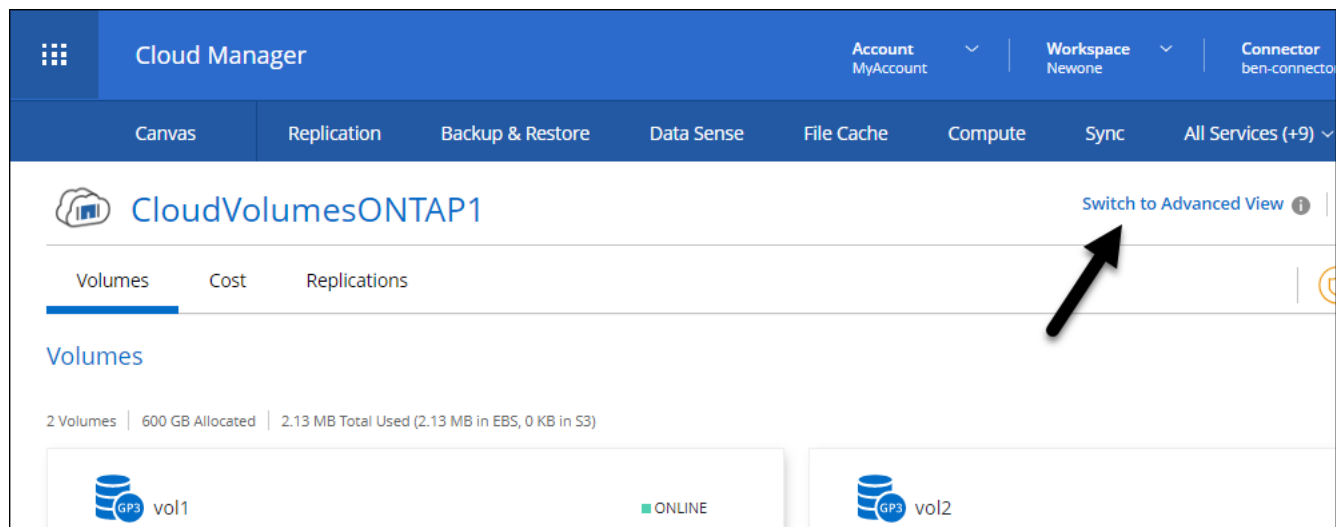 Cloud Manager
Account
MyAccount
Workspace
Newone
Connector
ben-connector
Canvas Replication Backup & Restore Data Sense File Cache Compute Sync All Services (+9)
CloudVolumesONTAP1
Switch to Advanced View
Volumes Cost Replications
Volumes
2 Volumes | 600 GB Allocated | 2.13 MB Total Used (2.13 MB in EBS, 0 KB in S3)
GP3 vol1 ONLINE
GP3 vol2